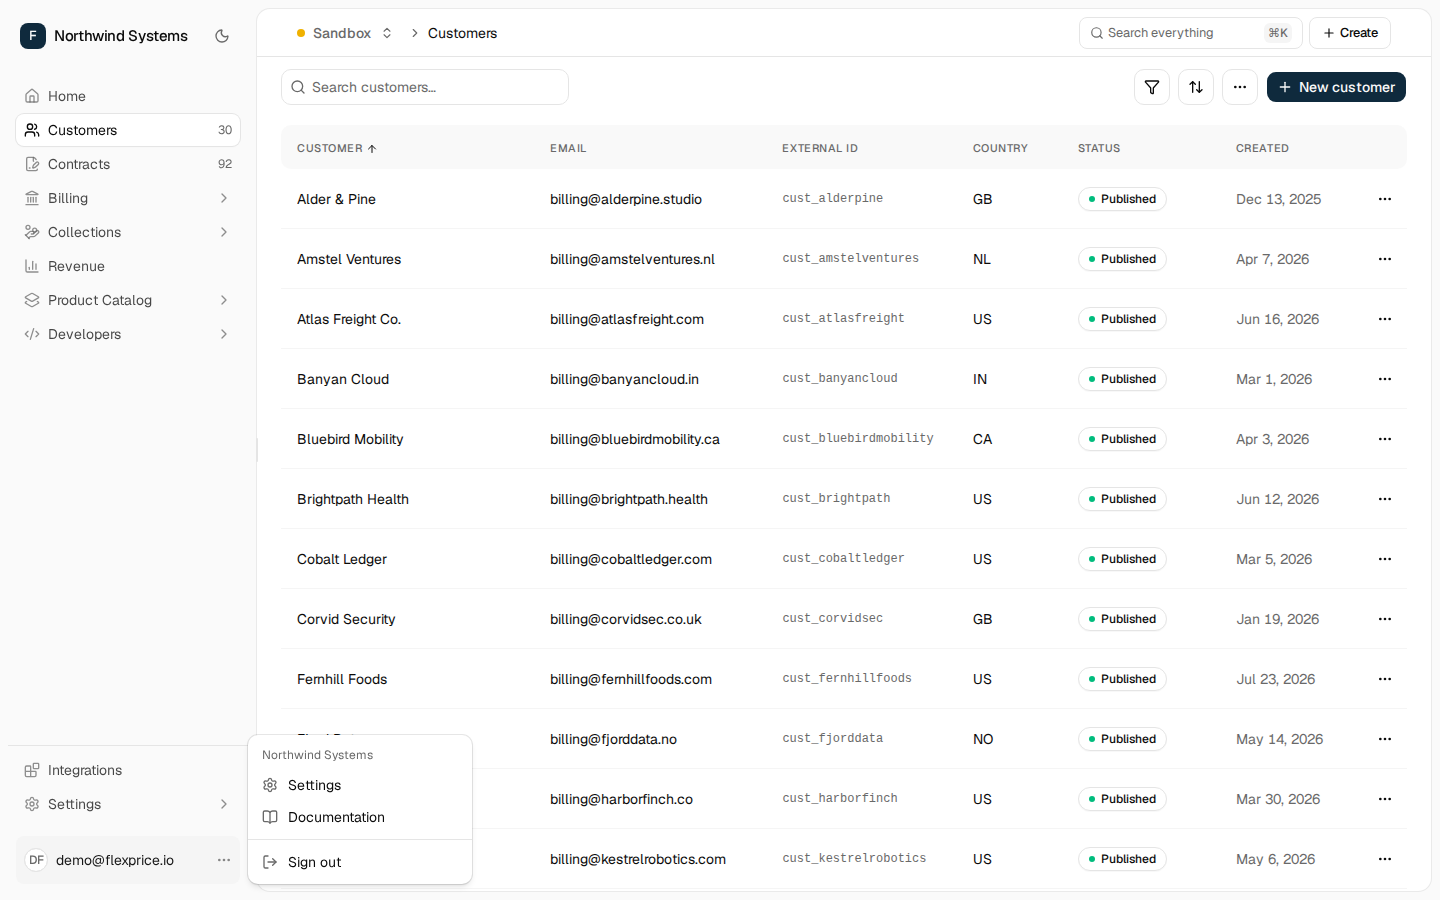 F Northwind Systems
Home
Customers 30
Contracts 92
Billing
Collections
Revenue
Product Catalog
Developers
Integrations
Settings
DF demo@flexprice.io
Northwind Systems
Settings
Documentation
Sign out
Sandbox Customers
Search everything ⌘K
Create
Search customers...
New customer
CUSTOMER EMAIL EXTERNAL ID COUNTRY STATUS CREATED
Alder & Pine billing@alderpine.studio cust_alderpine GB Published Dec 13, 2025
Amstel Ventures billing@amstelventures.nl cust_amstelventures NL Published Apr 7, 2026
Atlas Freight Co. billing@atlasfreight.com cust_atlasfreight US Published Jun 16, 2026
Banyan Cloud billing@banyancloud.in cust_banyancloud IN Published Mar 1, 2026
Bluebird Mobility billing@bluebirdmobility.ca cust_bluebirdmobility CA Published Apr 3, 2026
Brightpath Health billing@brightpath.health cust_brightpath US Published Jun 12, 2026
Cobalt Ledger billing@cobaltledger.com cust_cobaltledger US Published Mar 5, 2026
Corvid Security billing@corvidsec.co.uk cust_corvidsec GB Published Jan 19, 2026
Fernhill Foods billing@fernhillfoods.com cust_fernhillfoods US Published Jul 23, 2026
billing@fjorddata.no cust_fjorddata NO Published May 14, 2026
billing@harborfinch.co cust_harborfinch US Published Mar 30, 2026
billing@kestrelrobotics.com cust_kestrelrobotics US Published May 6, 2026